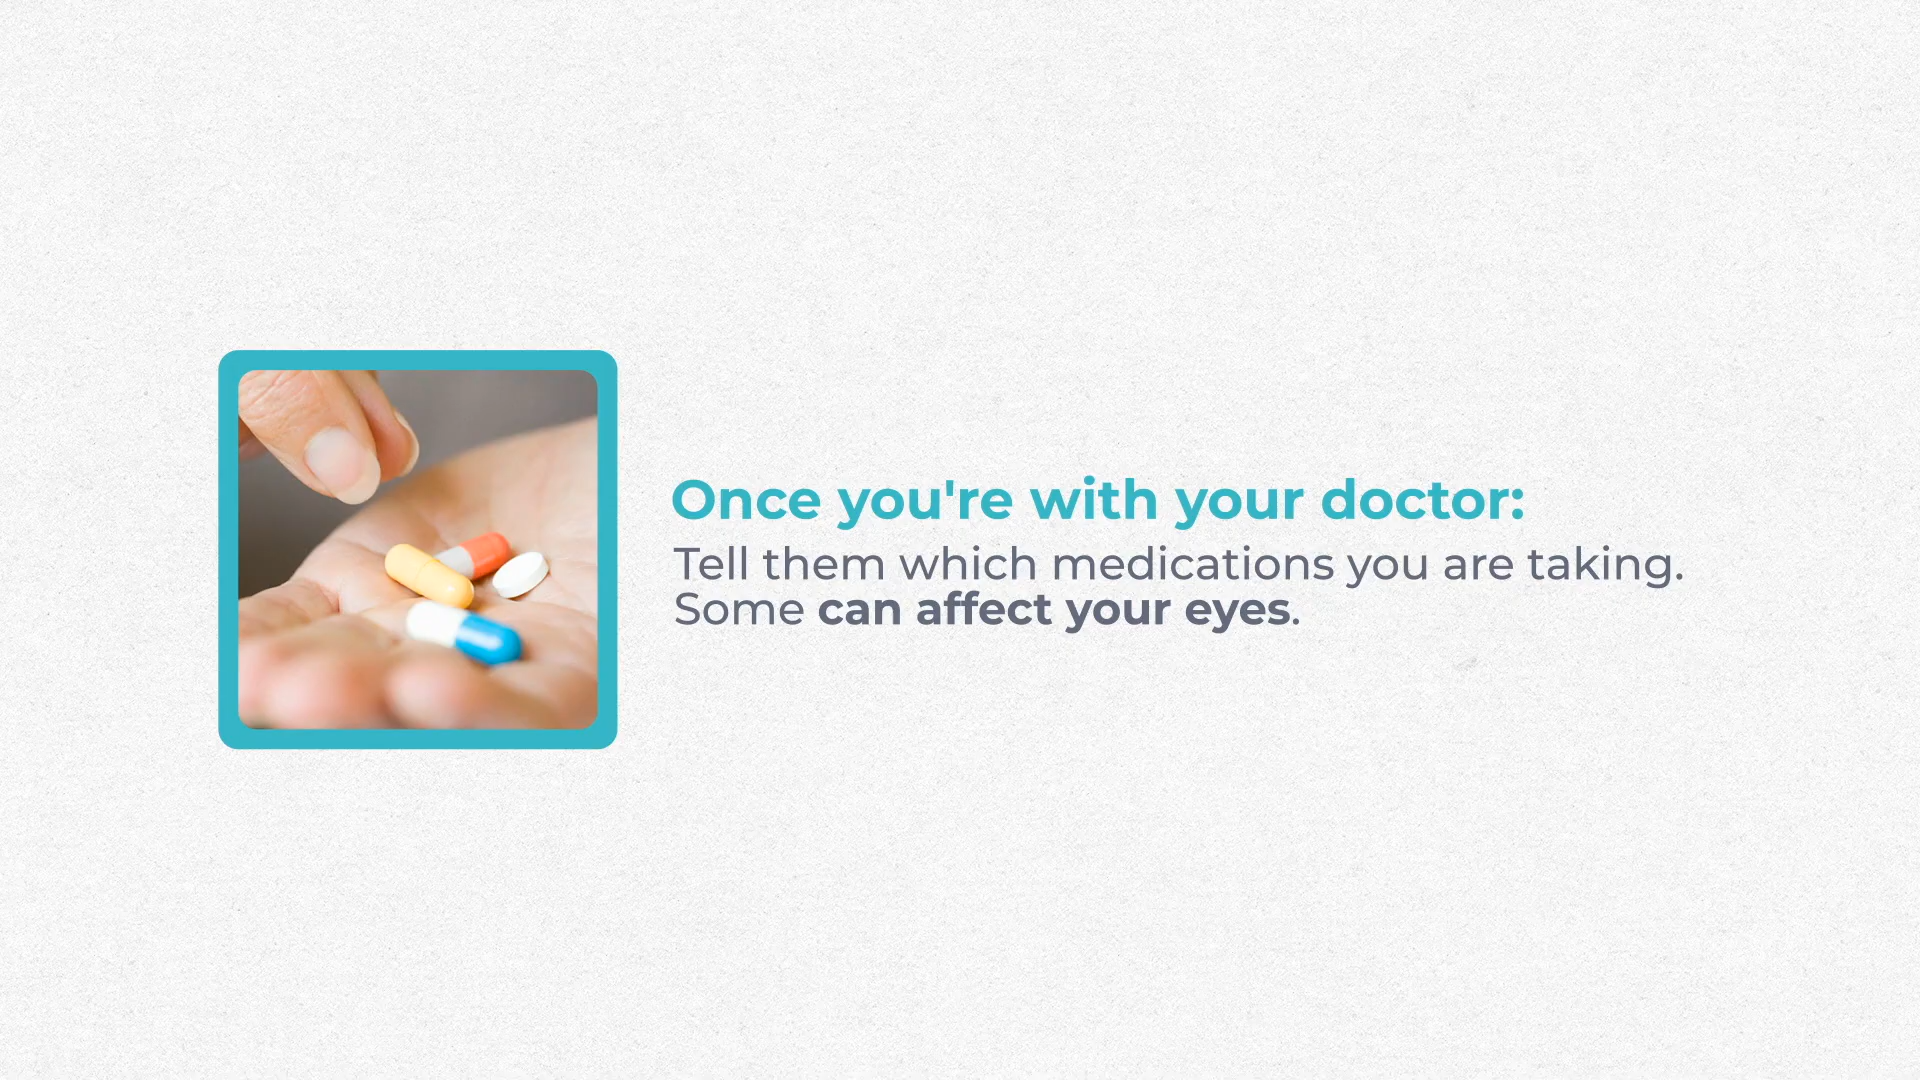 Once you're with your doctor:
Tell them which medications you are taking.
Some can affect your eyes.